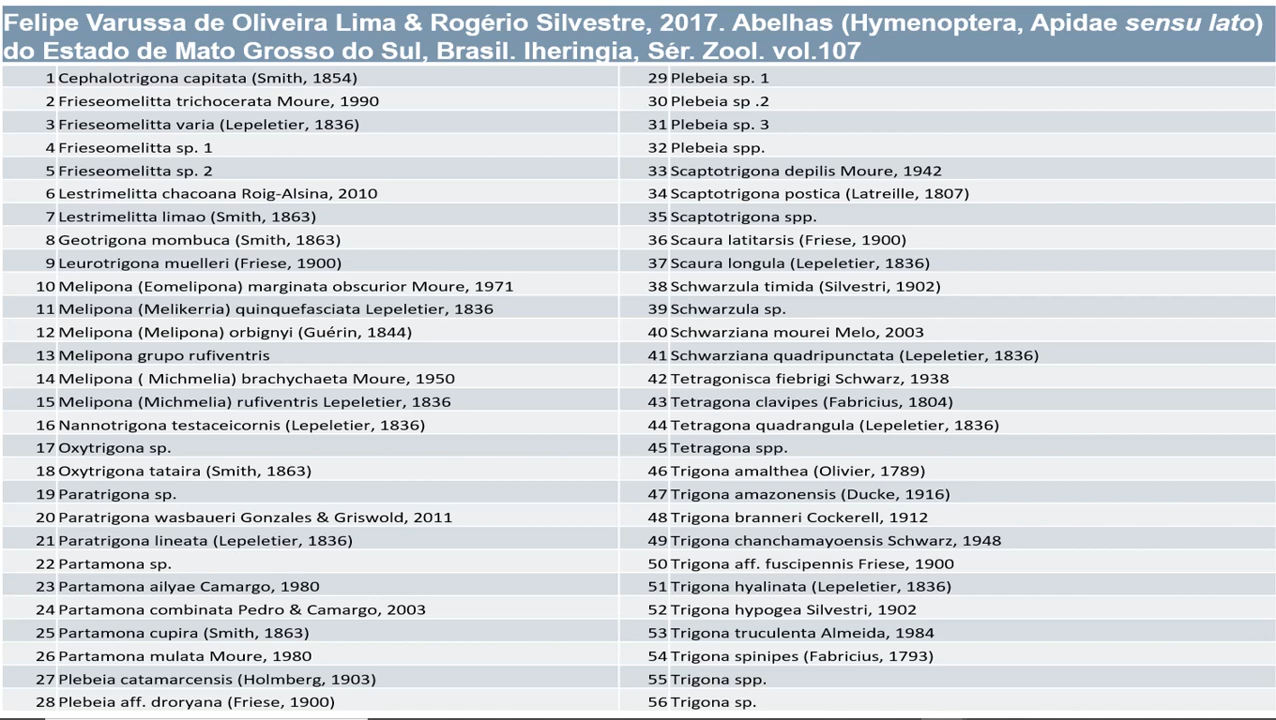 Felipe Varussa de Oliveira Lima & Rogério Silvestre, 2017. Abelhas (Hymenoptera, Apidae sensu lato)
do Estado de Mato Grosso do Sul, Brasil. Iheringia, Sér. Zool. vol.107
1 Cephalotrigona capitata (Smith, 1854)
2 Frieseomelitta trichocerata Moure, 1990
3 Frieseomelitta varia (Lepeletier, 1836)
4 Frieseomelitta sp. 1
5 Frieseomelitta sp. 2
6 Lestrimelitta chacoana Roig-Alsina, 2010
7 Lestrimelitta limao (Smith, 1863)
8 Geotrigona mombuca (Smith, 1863)
9 Leurotrigona muelleri (Friese, 1900)
10 Melipona (Eomelipona) marginata obscurior Moure, 1971
11 Melipona (Melikerria) quinquefasciata Lepeletier, 1836
12 Melipona (Melipona) orbignyi (Guérin, 1844)
13 Melipona grupo rufiventris
14 Melipona ( Michmelia) brachychaeta Moure, 1950
15 Melipona (Michmelia) rufiventris Lepeletier, 1836
16 Nannotrigona testaceicornis (Lepeletier, 1836)
17 Oxytrigona sp.
18 Oxytrigona tataira (Smith, 1863)
19 Paratrigona sp.
20 Paratrigona wasbaueri Gonzales & Griswold, 2011
21 Paratrigona lineata (Lepeletier, 1836)
22 Partamona sp.
23 Partamona ailyae Camargo, 1980
24 Partamona combinata Pedro & Camargo, 2003
25 Partamona cupira (Smith, 1863)
26 Partamona mulata Moure, 1980
27 Plebeia catamarcensis (Holmberg, 1903)
28 Plebeia aff. droryana (Friese, 1900)
29 Plebeia sp. 1
30 Plebeia sp .2
31 Plebeia sp. 3
32 Plebeia spp.
33 Scaptotrigona depilis Moure, 1942
34 Scaptotrigona postica (Latreille, 1807)
35 Scaptotrigona spp.
36 Scaura latitarsis (Friese, 1900)
37 Scaura longula (Lepeletier, 1836)
38 Schwarzula timida (Silvestri, 1902)
39 Schwarzula sp.
40 Schwarziana mourei Melo, 2003
41 Schwarziana quadripunctata (Lepeletier, 1836)
42 Tetragonisca fiebrigi Schwarz, 1938
43 Tetragona clavipes (Fabricius, 1804)
44 Tetragona quadrangula (Lepeletier, 1836)
45 Tetragona spp.
46 Trigona amalthea (Olivier, 1789)
47 Trigona amazonensis (Ducke, 1916)
48 Trigona branneri Cockerell, 1912
49 Trigona chanchamayoensis Schwarz, 1948
50 Trigona aff. fuscipennis Friese, 1900
51 Trigona hyalinata (Lepeletier, 1836)
52 Trigona hypogea Silvestri, 1902
53 Trigona truculenta Almeida, 1984
54 Trigona spinipes (Fabricius, 1793)
55 Trigona spp.
56 Trigona sp.